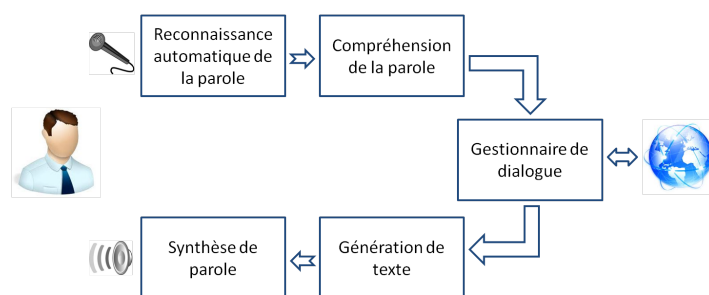 Reconnaissance
automatique de
la parole
Compréhension
de la parole
Gestionnaire de
dialogue
Synthèse de
parole
Génération de
texte